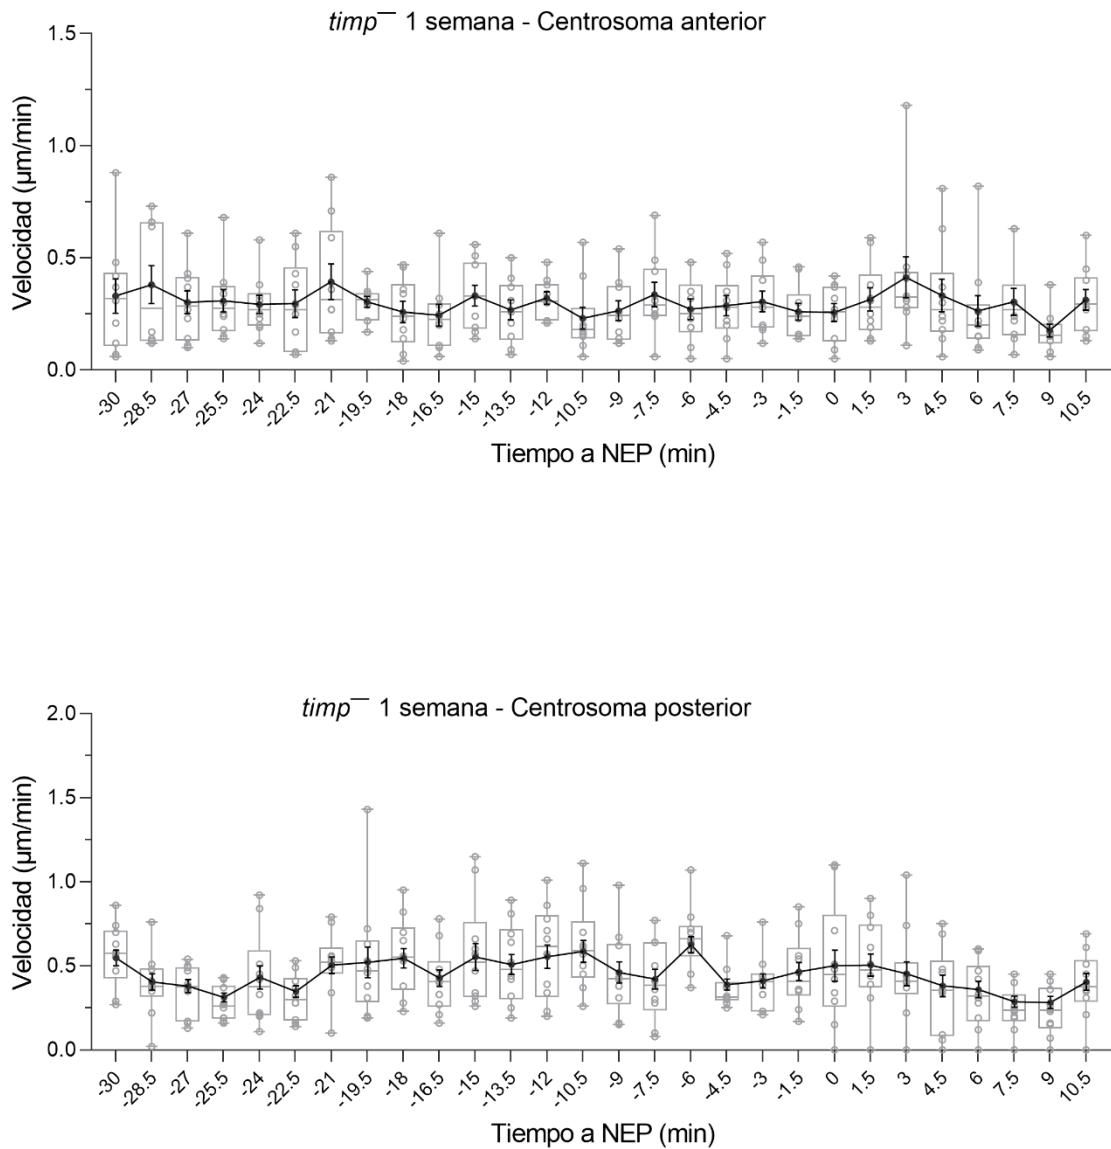 timp— 1 semana - Centrosoma anterior
1.5
1.0
0.5
0.0
Velocidad (µm/min)
-30 -28.5 -27 -25.5 -24 -22.5 -21 -19.5 -18 -16.5 -15 -13.5 -12 -10.5 -9 -7.5 -6 -4.5 -3 -1.5 0 1.5 3 4.5 6 7.5 9 10.5
Tiempo a NEP (min)
timp— 1 semana - Centrosoma posterior
2.0
1.5
1.0
0.5
0.0
Velocidad (µm/min)
-30 -28.5 -27 -25.5 -24 -22.5 -21 -19.5 -18 -16.5 -15 -13.5 -12 -10.5 -9 -7.5 -6 -4.5 -3 -1.5 0 1.5 3 4.5 6 7.5 9 10.5
Tiempo a NEP (min)